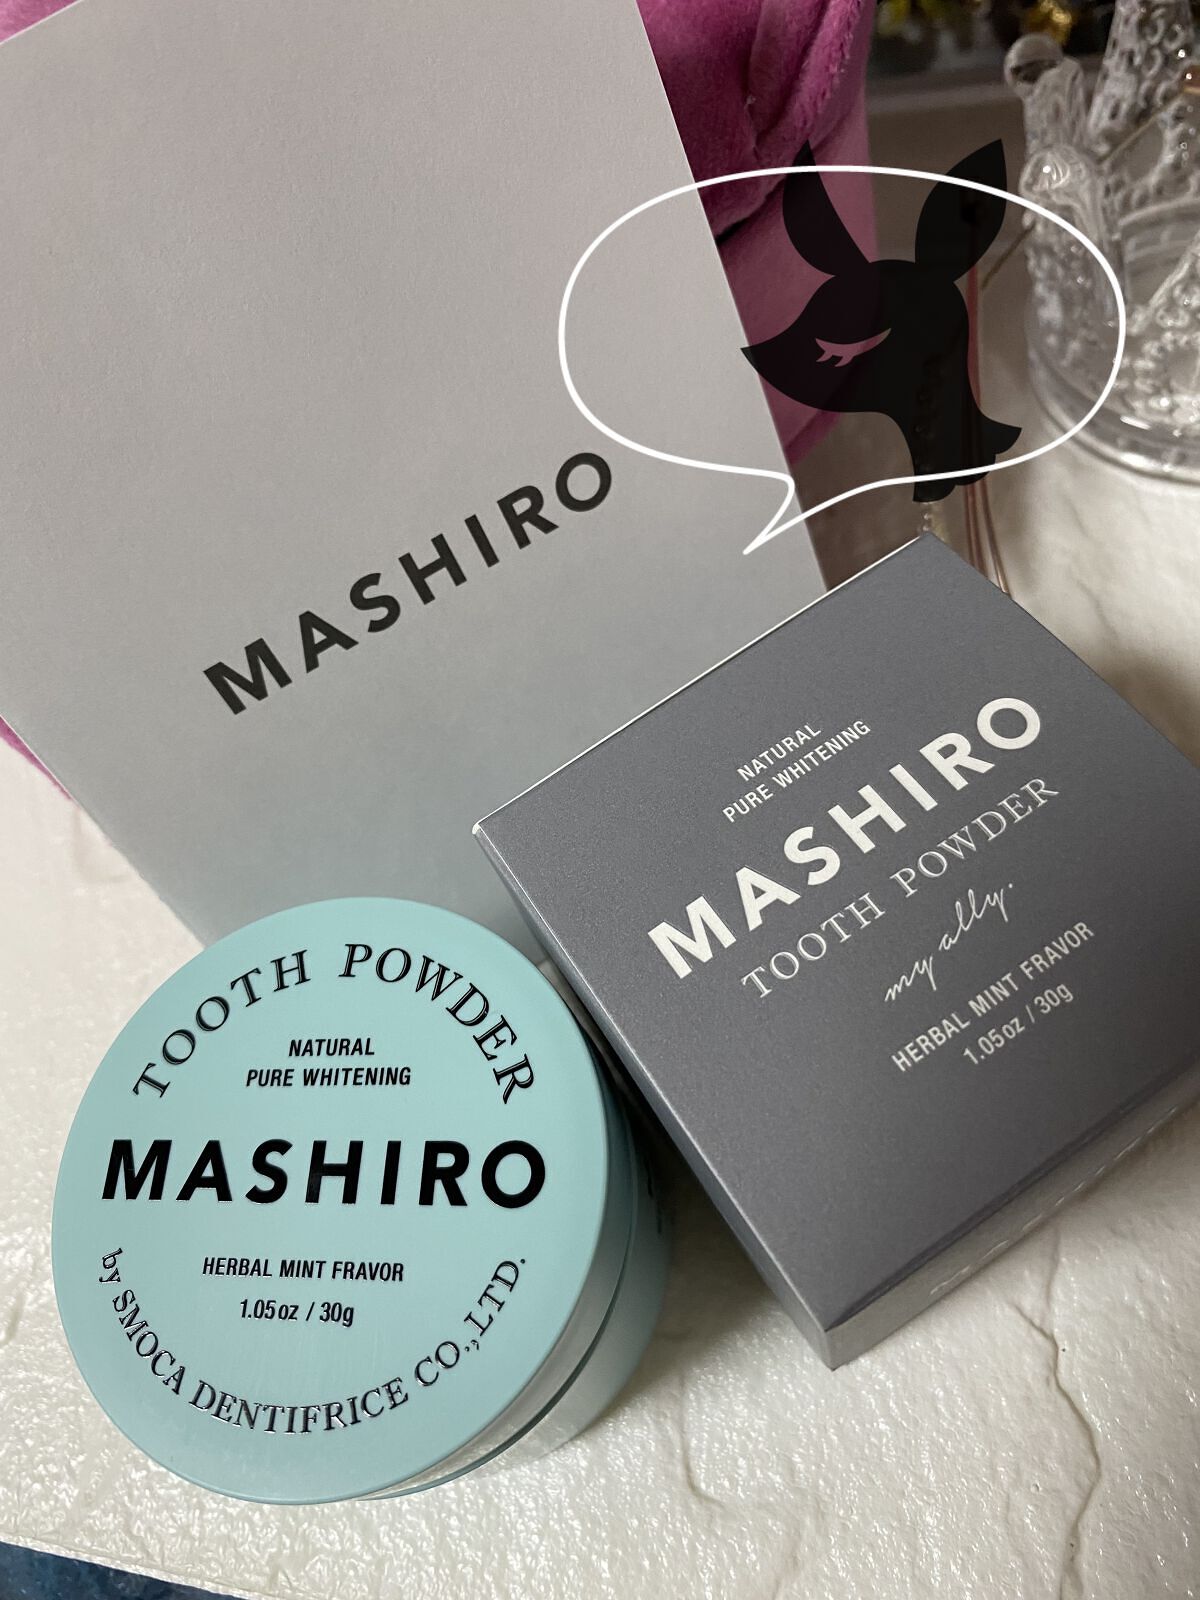 MASHIRO
NATURAL
PURE WHITENING
MASHIRO
TOOTH POWDER
my ally.
HERBAL MINT FRAVOR
1.05oz / 30g
TOOTH POWDER
NATURAL
PURE WHITENING
MASHIRO
HERBAL MINT FRAVOR
1.05oz / 30g
by SMOCA DENTIFRICE CO.,LTD.